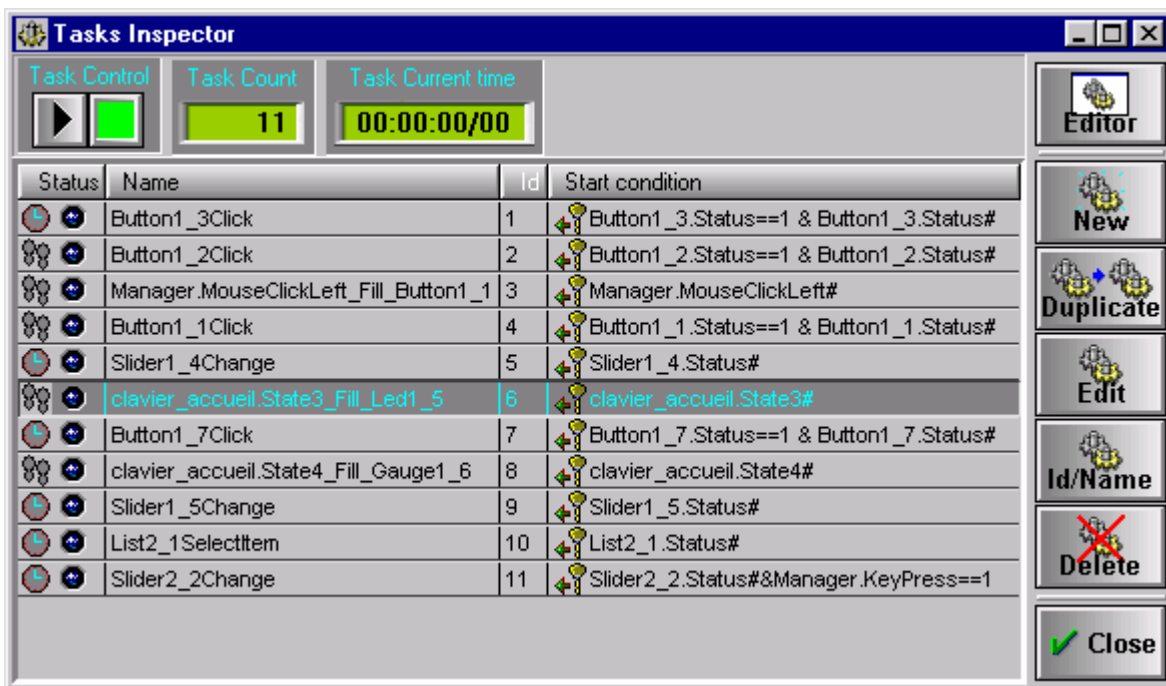 Tasks Inspector
Task Control Task Count Task Current time
11 00:00:00/00
Editor
Status Name Id Start condition
Button1_3Click 1 Button1_3.Status==1 & Button1_3.Status#
Button1_2Click 2 Button1_2.Status==1 & Button1_2.Status#
Manager.MouseClickLeft_Fill_Button1_1 3 Manager.MouseClickLeft#
Button1_1Click 4 Button1_1.Status==1 & Button1_1.Status#
Slider1_4Change 5 Slider1_4.Status#
clavier_accueil.State3_Fill_Led1_5 6 clavier_accueil.State3#
Button1_7Click 7 Button1_7.Status==1 & Button1_7.Status#
clavier_accueil.State4_Fill_Gauge1_6 8 clavier_accueil.State4#
Slider1_5Change 9 Slider1_5.Status#
List2_1SelectItem 10 List2_1.Status#
Slider2_2Change 11 Slider2_2.Status#&Manager.KeyPress==1
New
Duplicate
Edit
Id/Name
Delete
Close